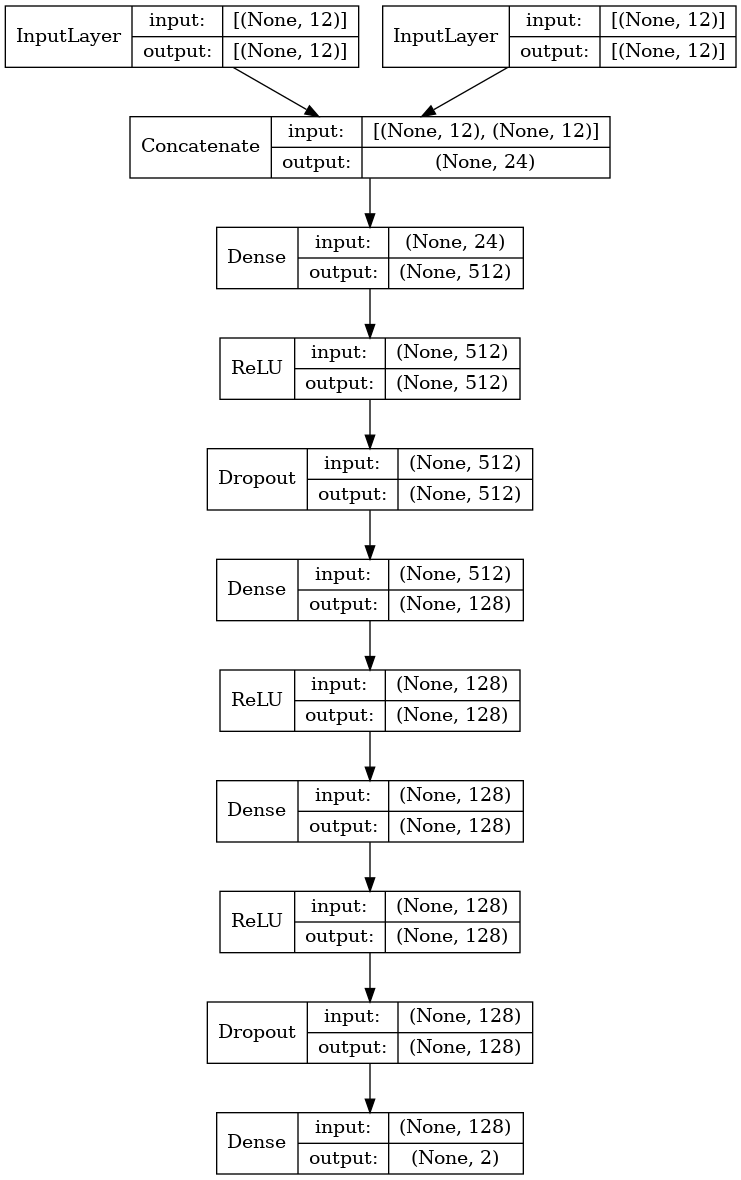 InputLayer input: [(None, 12)] output: [(None, 12)]
InputLayer input: [(None, 12)] output: [(None, 12)]
Concatenate input: [(None, 12), (None, 12)] output: (None, 24)
Dense input: (None, 24) output: (None, 512)
ReLU input: (None, 512) output: (None, 512)
Dropout input: (None, 512) output: (None, 512)
Dense input: (None, 512) output: (None, 128)
ReLU input: (None, 128) output: (None, 128)
Dense input: (None, 128) output: (None, 128)
ReLU input: (None, 128) output: (None, 128)
Dropout input: (None, 128) output: (None, 128)
Dense input: (None, 128) output: (None, 2)